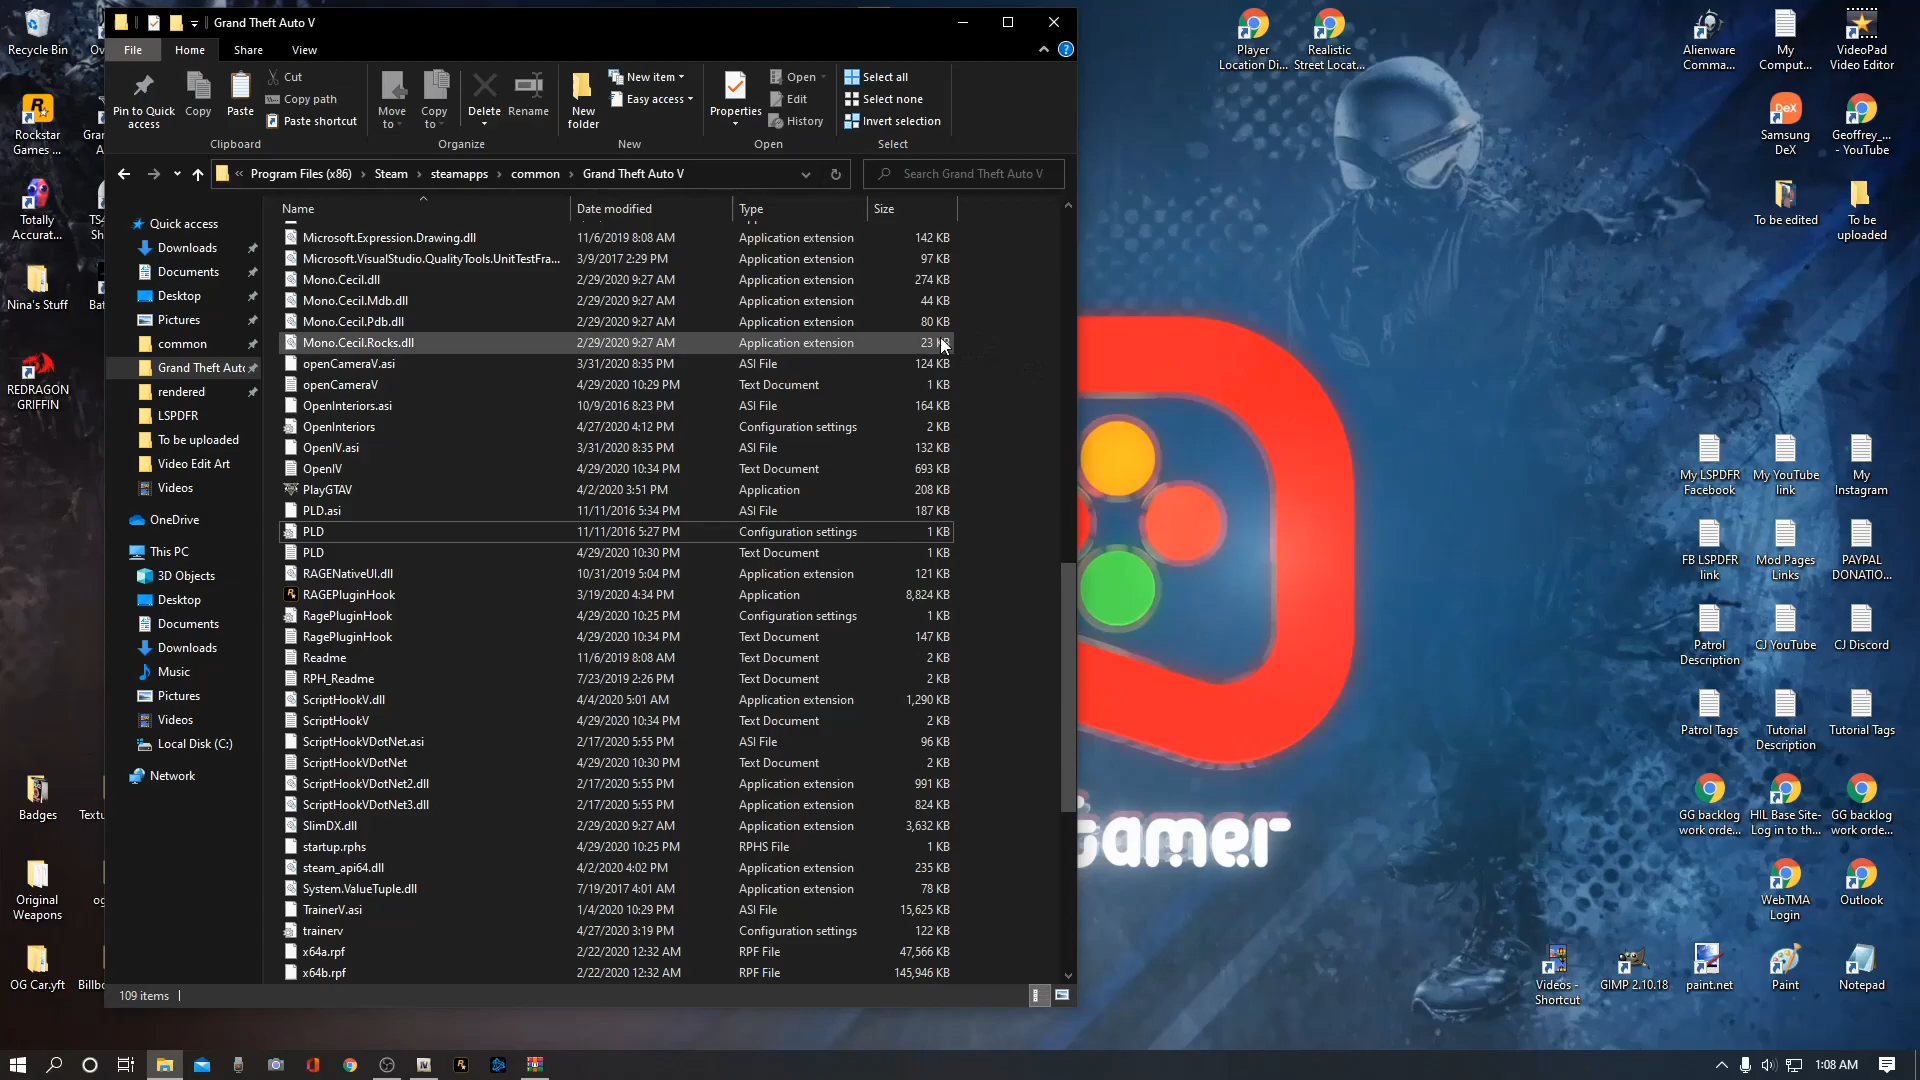 Grand Theft Auto V
File Home Share View
Pin to Quick access
Copy
Paste
Cut
Copy path
Paste shortcut
Clipboard
Move to
Copy to
Delete
Rename
Organize
New folder
New item
Easy access
New
Properties
Open
Edit
History
Open
Select all
Select none
Invert selection
Select
« Program Files (x86) › Steam › steamapps › common › Grand Theft Auto V
Search Grand Theft Auto V
Quick access
Downloads
Documents
Desktop
Pictures
common
Grand Theft Auto
rendered
LSPDFR
To be uploaded
Video Edit Art
Videos
OneDrive
This PC
3D Objects
Desktop
Documents
Downloads
Music
Pictures
Videos
Local Disk (C:)
Network
Name Date modified Type Size
Microsoft.Expression.Drawing.dll 11/6/2019 8:08 AM Application extension 142 KB
Microsoft.VisualStudio.QualityTools.UnitTestFra... 3/9/2017 2:29 PM Application extension 97 KB
Mono.Cecil.dll 2/29/2020 9:27 AM Application extension 274 KB
Mono.Cecil.Mdb.dll 2/29/2020 9:27 AM Application extension 44 KB
Mono.Cecil.Pdb.dll 2/29/2020 9:27 AM Application extension 80 KB
Mono.Cecil.Rocks.dll 2/29/2020 9:27 AM Application extension 23 KB
openCameraV.asi 3/31/2020 8:35 PM ASI File 124 KB
openCameraV 4/29/2020 10:29 PM Text Document 1 KB
OpenInteriors.asi 10/9/2016 8:23 PM ASI File 164 KB
OpenInteriors 4/27/2020 4:12 PM Configuration settings 2 KB
OpenIV.asi 3/31/2020 8:35 PM ASI File 132 KB
OpenIV 4/29/2020 10:34 PM Text Document 693 KB
PlayGTAV 4/2/2020 3:51 PM Application 208 KB
PLD.asi 11/11/2016 5:34 PM ASI File 187 KB
PLD 11/11/2016 5:27 PM Configuration settings 1 KB
PLD 4/29/2020 10:30 PM Text Document 1 KB
RAGENativeUI.dll 10/31/2019 5:04 PM Application extension 121 KB
RAGEPluginHook 3/19/2020 4:34 PM Application 8,824 KB
RagePluginHook 4/29/2020 10:25 PM Configuration settings 1 KB
RagePluginHook 4/29/2020 10:34 PM Text Document 147 KB
Readme 11/6/2019 8:08 AM Text Document 2 KB
RPH_Readme 7/23/2019 2:26 PM Text Document 2 KB
ScriptHookV.dll 4/4/2020 5:01 AM Application extension 1,290 KB
ScriptHookV 4/29/2020 10:34 PM Text Document 2 KB
ScriptHookVDotNet.asi 2/17/2020 5:55 PM ASI File 96 KB
ScriptHookVDotNet 4/29/2020 10:30 PM Text Document 2 KB
ScriptHookVDotNet2.dll 2/17/2020 5:55 PM Application extension 991 KB
ScriptHookVDotNet3.dll 2/17/2020 5:55 PM Application extension 824 KB
SlimDX.dll 2/29/2020 9:27 AM Application extension 3,632 KB
startup.rphs 4/29/2020 10:25 PM RPHS File 1 KB
steam_api64.dll 4/2/2020 4:02 PM Application extension 235 KB
System.ValueTuple.dll 7/19/2017 4:01 AM Application extension 78 KB
TrainerV.asi 1/4/2020 10:29 PM ASI File 15,625 KB
trainerv 4/27/2020 3:19 PM Configuration settings 122 KB
x64a.rpf 2/22/2020 12:32 AM RPF File 47,566 KB
x64b.rpf 2/22/2020 12:32 AM RPF File 145,946 KB
109 items
Recycle Bin
Rockstar Games ...
Totally Accurat...
Nina's Stuff
REDRAGON GRIFFIN
Badges
Original Weapons
OG Car.yft
Player Location Di...
Realistic Street Locat...
Alienware Comma...
My Comput...
VideoPad Video Editor
Samsung DeX
DeX
Geoffrey_... - YouTube
To be edited
To be uploaded
My LSPDFR Facebook
My YouTube link
My Instagram
FB LSPDFR link
Mod Pages Links
PAYPAL DONATIO...
Patrol Description
CJ YouTube
CJ Discord
Patrol Tags
Tutorial Description
Tutorial Tags
GG backlog work orde...
HIL Base Site- Log in to th...
GG backlog work orde...
WebTMA Login
Outlook
Videos - Shortcut
GIMP 2.10.18
paint.net
Paint
Notepad
Gamer
1:08 AM